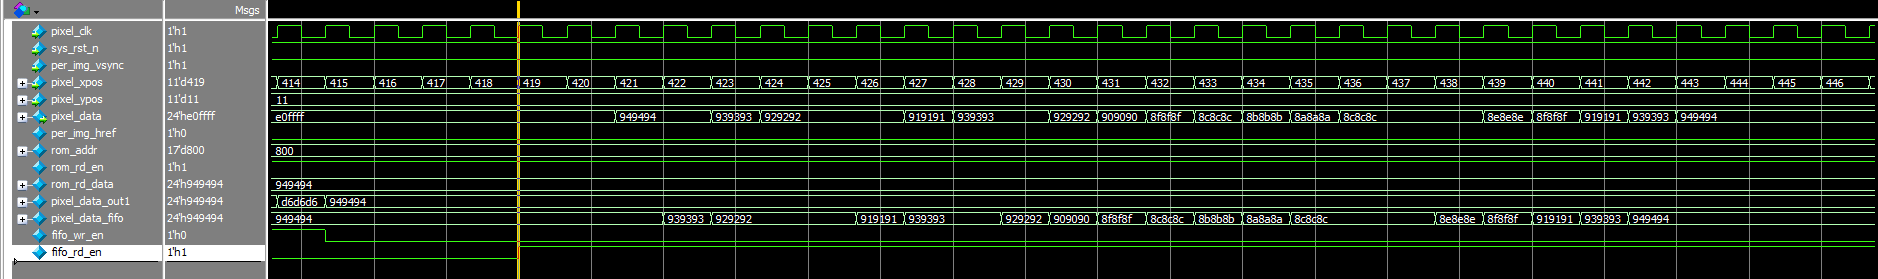 Msgs
pixel_clk 1'h1
sys_rst_n 1'h1
per_img_vsync 1'h1
pixel_xpos 11'd419 414 415 416 417 418 419 420 421 422 423 424 425 426 427 428 429 430 431 432 433 434 435 436 437 438 439 440 441 442 443 444 445 446
pixel_ypos 11'd11 11
pixel_data 24'he0ffff e0ffff 949494 939393 929292 919191 939393 929292 909090 8f8f8f 8c8c8c 8b8b8b 8a8a8a 8c8c8c 8e8e8e 8f8f8f 919191 939393 949494
per_img_href 1'h0
rom_addr 17'd800 800
rom_rd_en 1'h1
rom_rd_data 24'h949494 949494
pixel_data_out1 24'h949494 d6d6d6 949494
pixel_data_fifo 24'h949494 949494 939393 929292 919191 939393 929292 909090 8f8f8f 8c8c8c 8b8b8b 8a8a8a 8c8c8c 8e8e8e 8f8f8f 919191 939393 949494
fifo_wr_en 1'h0
fifo_rd_en 1'h1